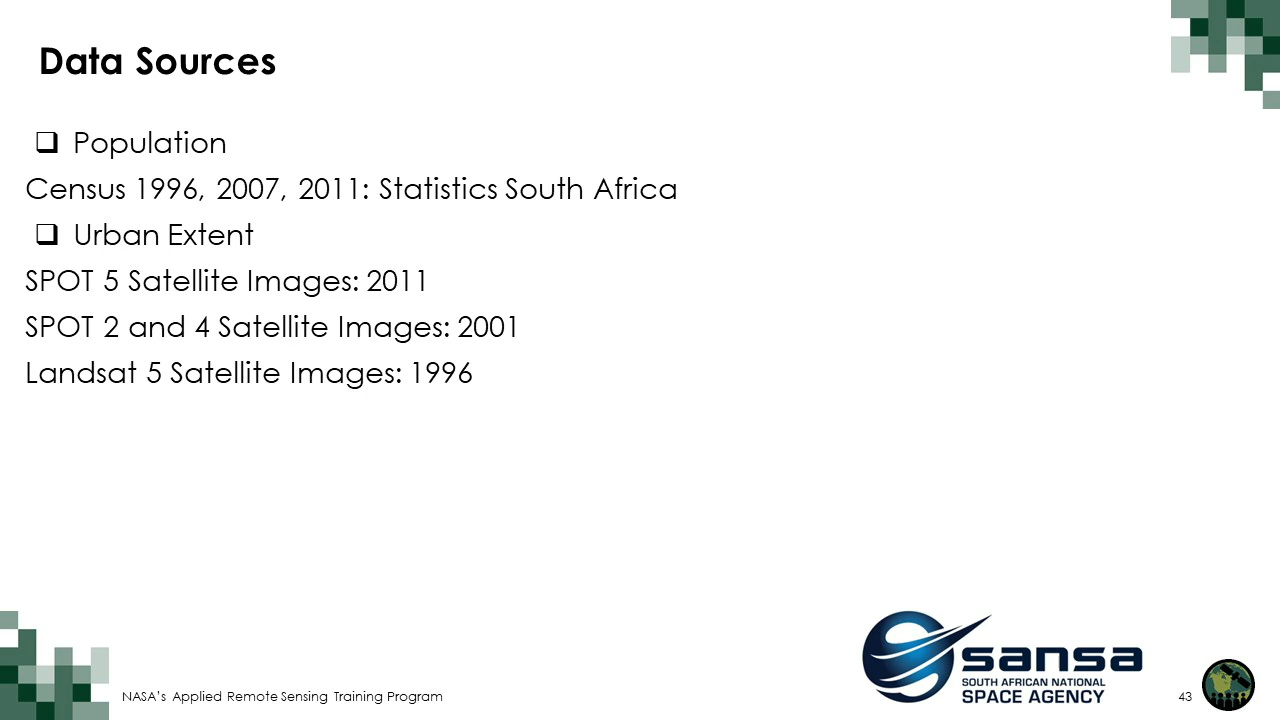 Data Sources
❑ Population
Census 1996, 2007, 2011: Statistics South Africa
❑ Urban Extent
SPOT 5 Satellite Images: 2011
SPOT 2 and 4 Satellite Images: 2001
Landsat 5 Satellite Images: 1996
sansa
SOUTH AFRICAN NATIONAL
SPACE AGENCY
NASA's Applied Remote Sensing Training Program
43